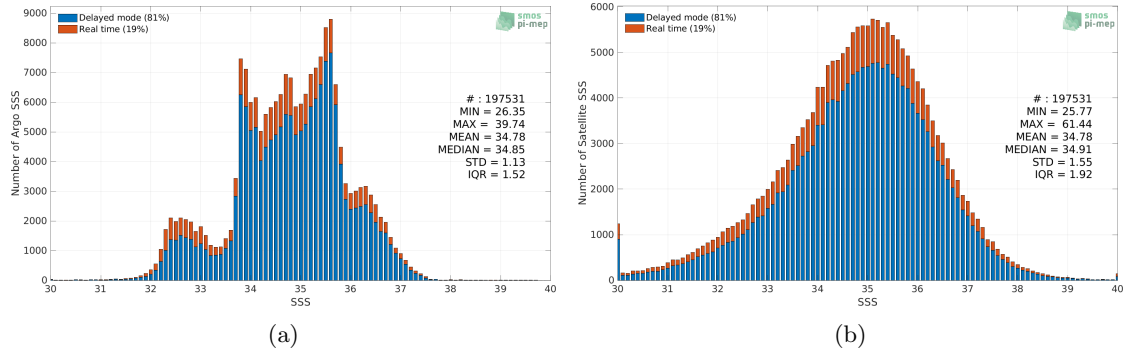 Delayed mode (81%)
Real time (19%)
smos
pi-mep
Number of Argo SSS
9000
8000
7000
6000
5000
4000
3000
2000
1000
0
# : 197531
MIN = 26.35
MAX = 39.74
MEAN = 34.78
MEDIAN = 34.85
STD = 1.13
IQR = 1.52
30 31 32 33 34 35 36 37 38 39 40
SSS
(a)
Delayed mode (81%)
Real time (19%)
smos
pi-mep
Number of Satellite SSS
6000
5000
4000
3000
2000
1000
0
# : 197531
MIN = 25.77
MAX = 61.44
MEAN = 34.78
MEDIAN = 34.91
STD = 1.55
IQR = 1.92
30 31 32 33 34 35 36 37 38 39 40
SSS
(b)